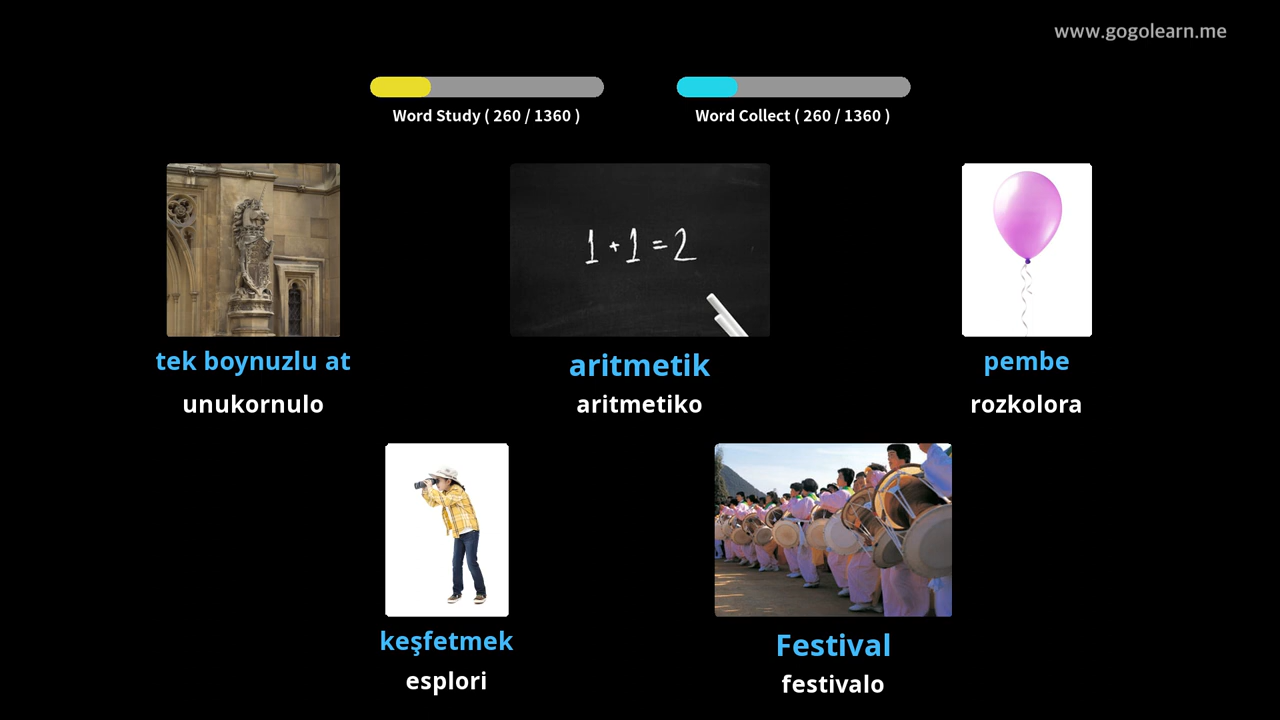 www.gogolearn.me
Word Study ( 260 / 1360 )
Word Collect ( 260 / 1360 )
1 + 1 = 2
tek boynuzlu at
unukornulo
aritmetik
aritmetiko
pembe
rozkolora
keşfetmek
esplori
Festival
festivalo